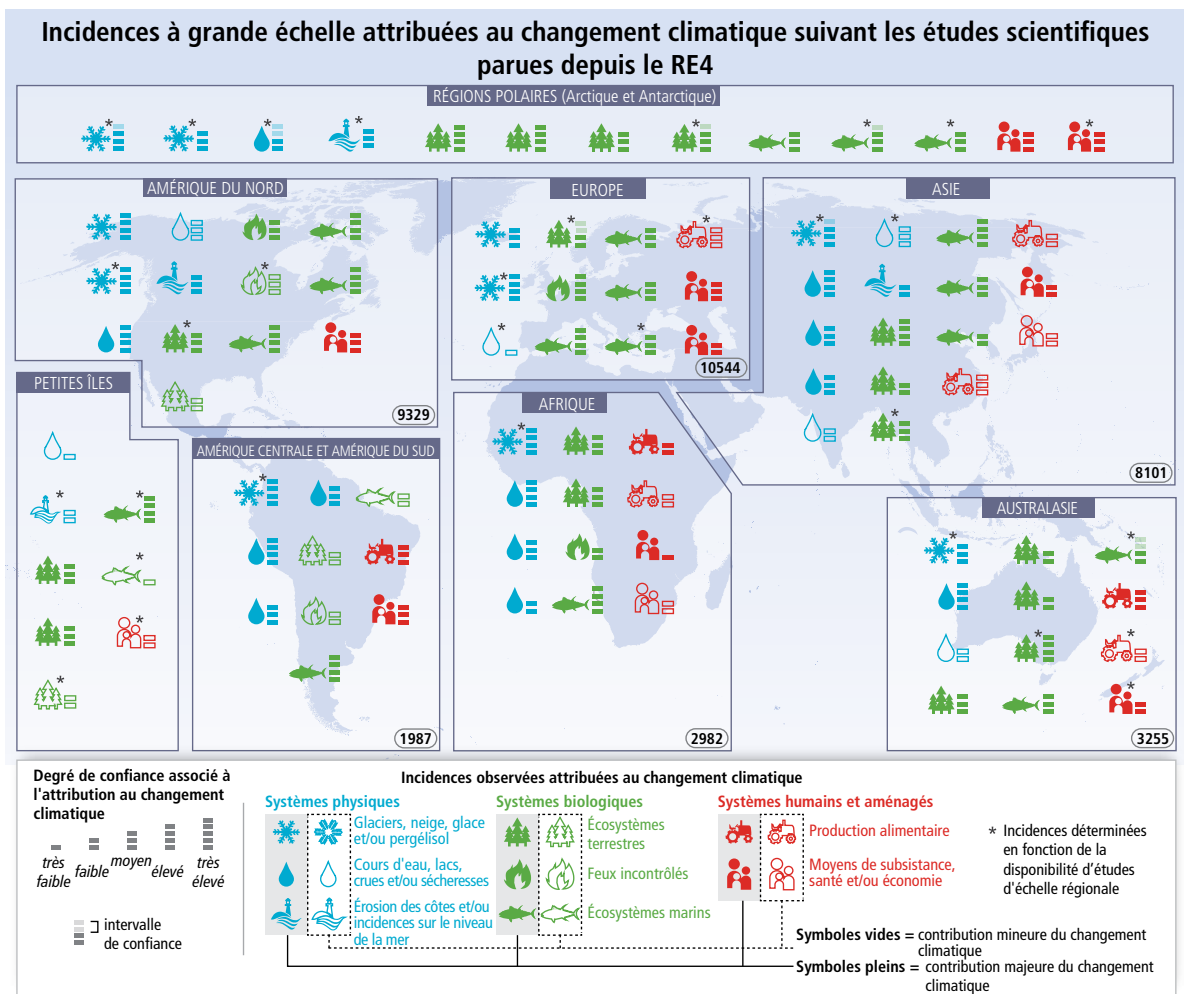 Incidences à grande échelle attribuées au changement climatique suivant les études scientifiques
parues depuis le RE4
RÉGIONS POLAIRES (Arctique et Antarctique)
* * * * * * * *
AMÉRIQUE DU NORD
* * *
9329
EUROPE
* * * * *
10544
ASIE
* * *
8101
PETITES ÎLES
* * * * *
AMÉRIQUE CENTRALE ET AMÉRIQUE DU SUD
*
1987
AFRIQUE
*
2982
AUSTRALASIE
* * * * *
3255
Degré de confiance associé à
l'attribution au changement
climatique
très
faible
faible
moyen
élevé
très
élevé
intervalle
de confiance
Incidences observées attribuées au changement climatique
Systèmes physiques
Glaciers, neige, glace
et/ou pergélisol
Cours d'eau, lacs,
crues et/ou sécheresses
Érosion des côtes et/ou
incidences sur le niveau
de la mer
Systèmes biologiques
Écosystèmes
terrestres
Feux incontrôlés
Écosystèmes marins
Systèmes humains et aménagés
Production alimentaire
Moyens de subsistance,
santé et/ou économie
* Incidences déterminées
en fonction de la
disponibilité d'études
d'échelle régionale
Symboles vides = contribution mineure du changement
climatique
Symboles pleins = contribution majeure du changement
climatique